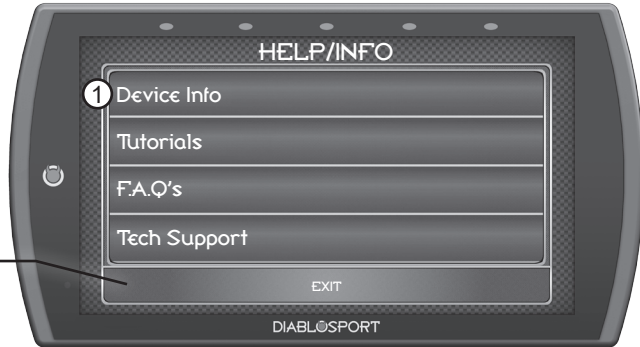 HELP/INFO
1 Device Info
Tutorials
F.A.Q's
Tech Support
EXIT
DIABLOSPORT